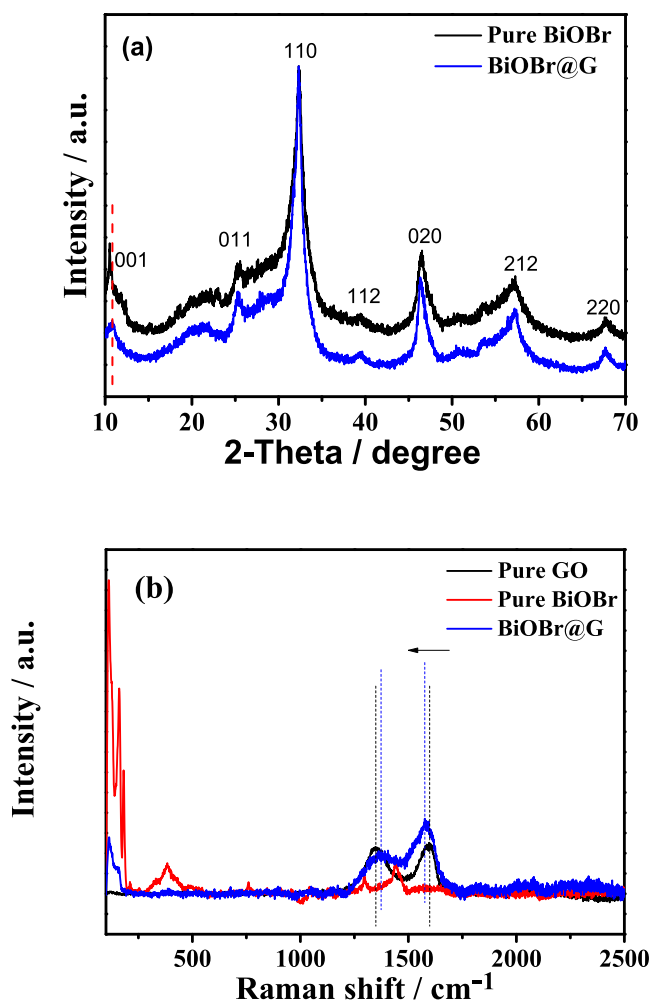 (a)
110
Pure BiOBr
BiOBr@G
001
011
112
020
212
220
Intensity / a.u.
10 20 30 40 50 60 70
2-Theta / degree
(b)
Pure GO
Pure BiOBr
BiOBr@G
Intensity / a.u.
500 1000 1500 2000 2500
Raman shift / cm-1